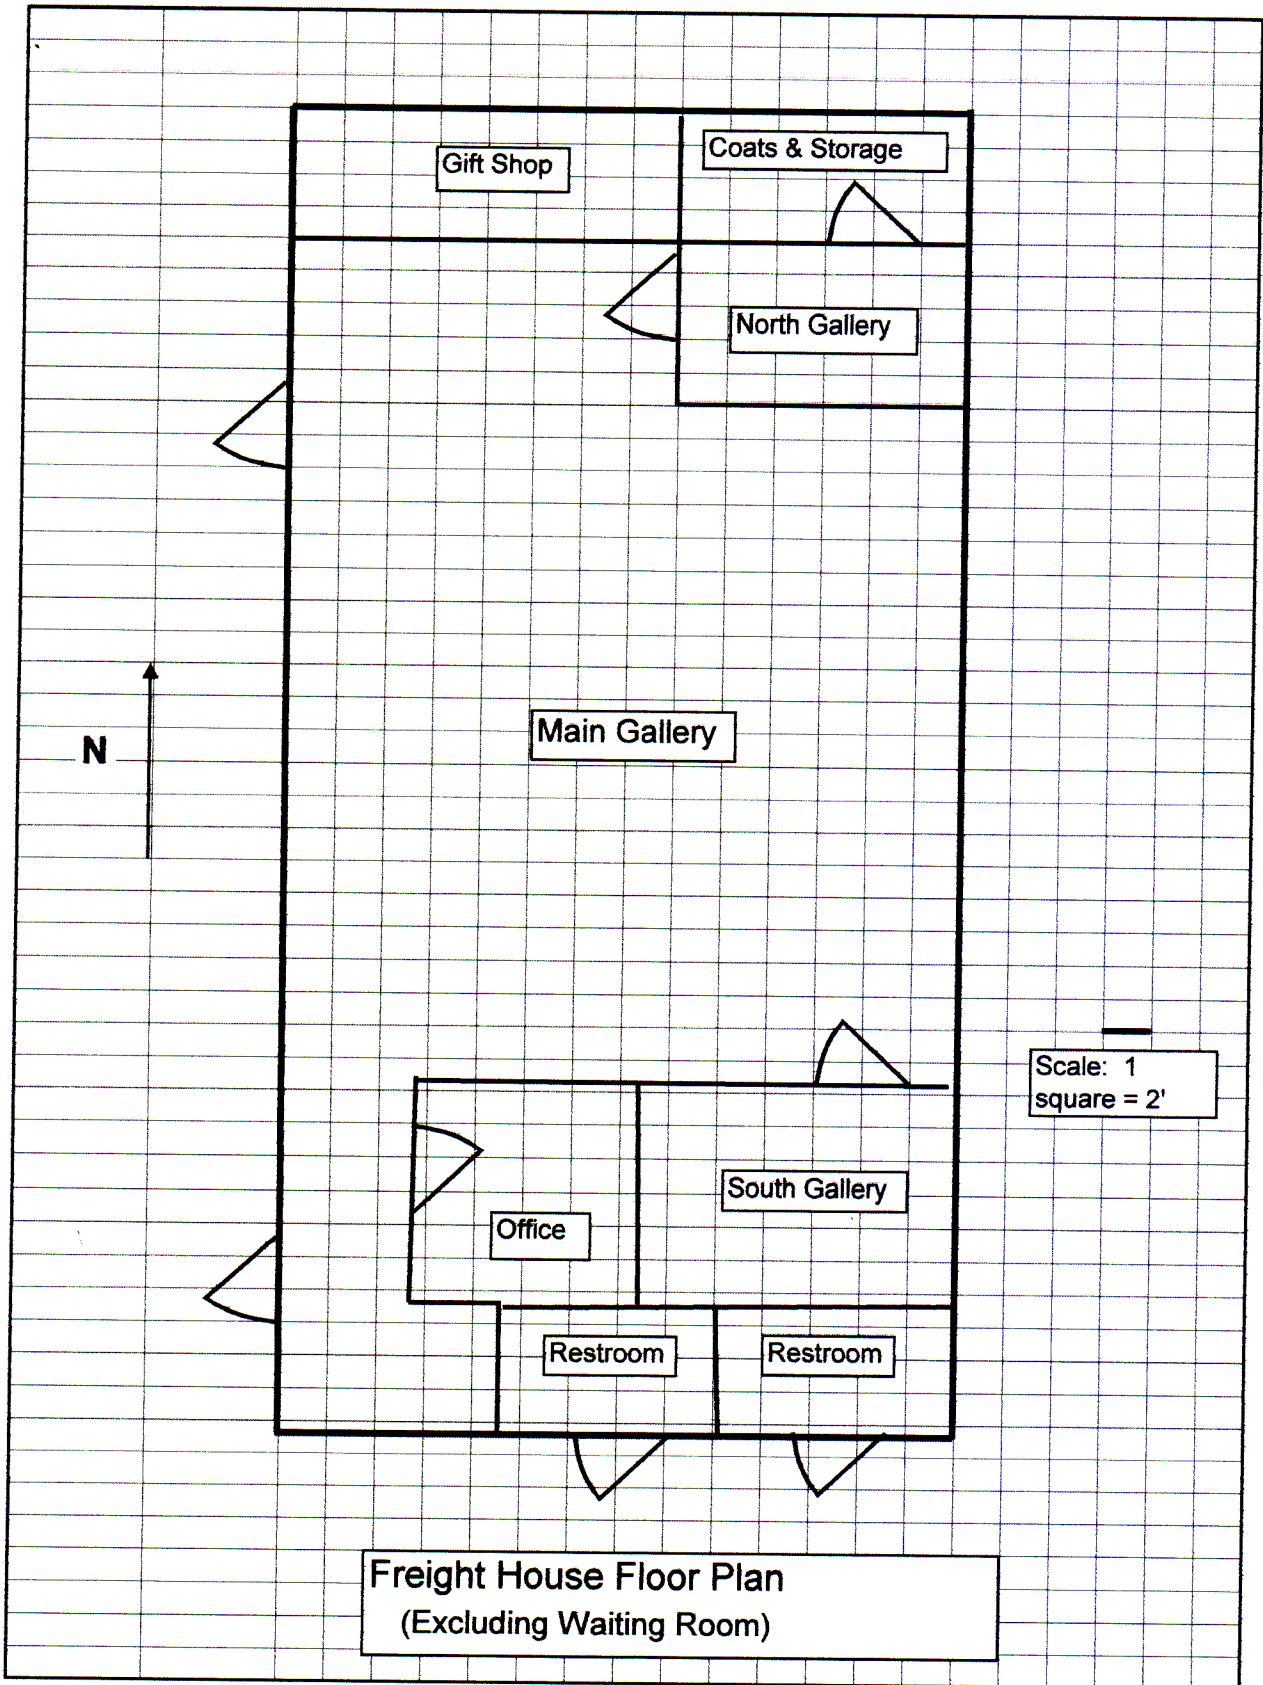 Gift Shop
Coats & Storage
North Gallery
N
Main Gallery
Scale: 1
square = 2'
South Gallery
Office
Restroom
Restroom
Freight House Floor Plan
(Excluding Waiting Room)